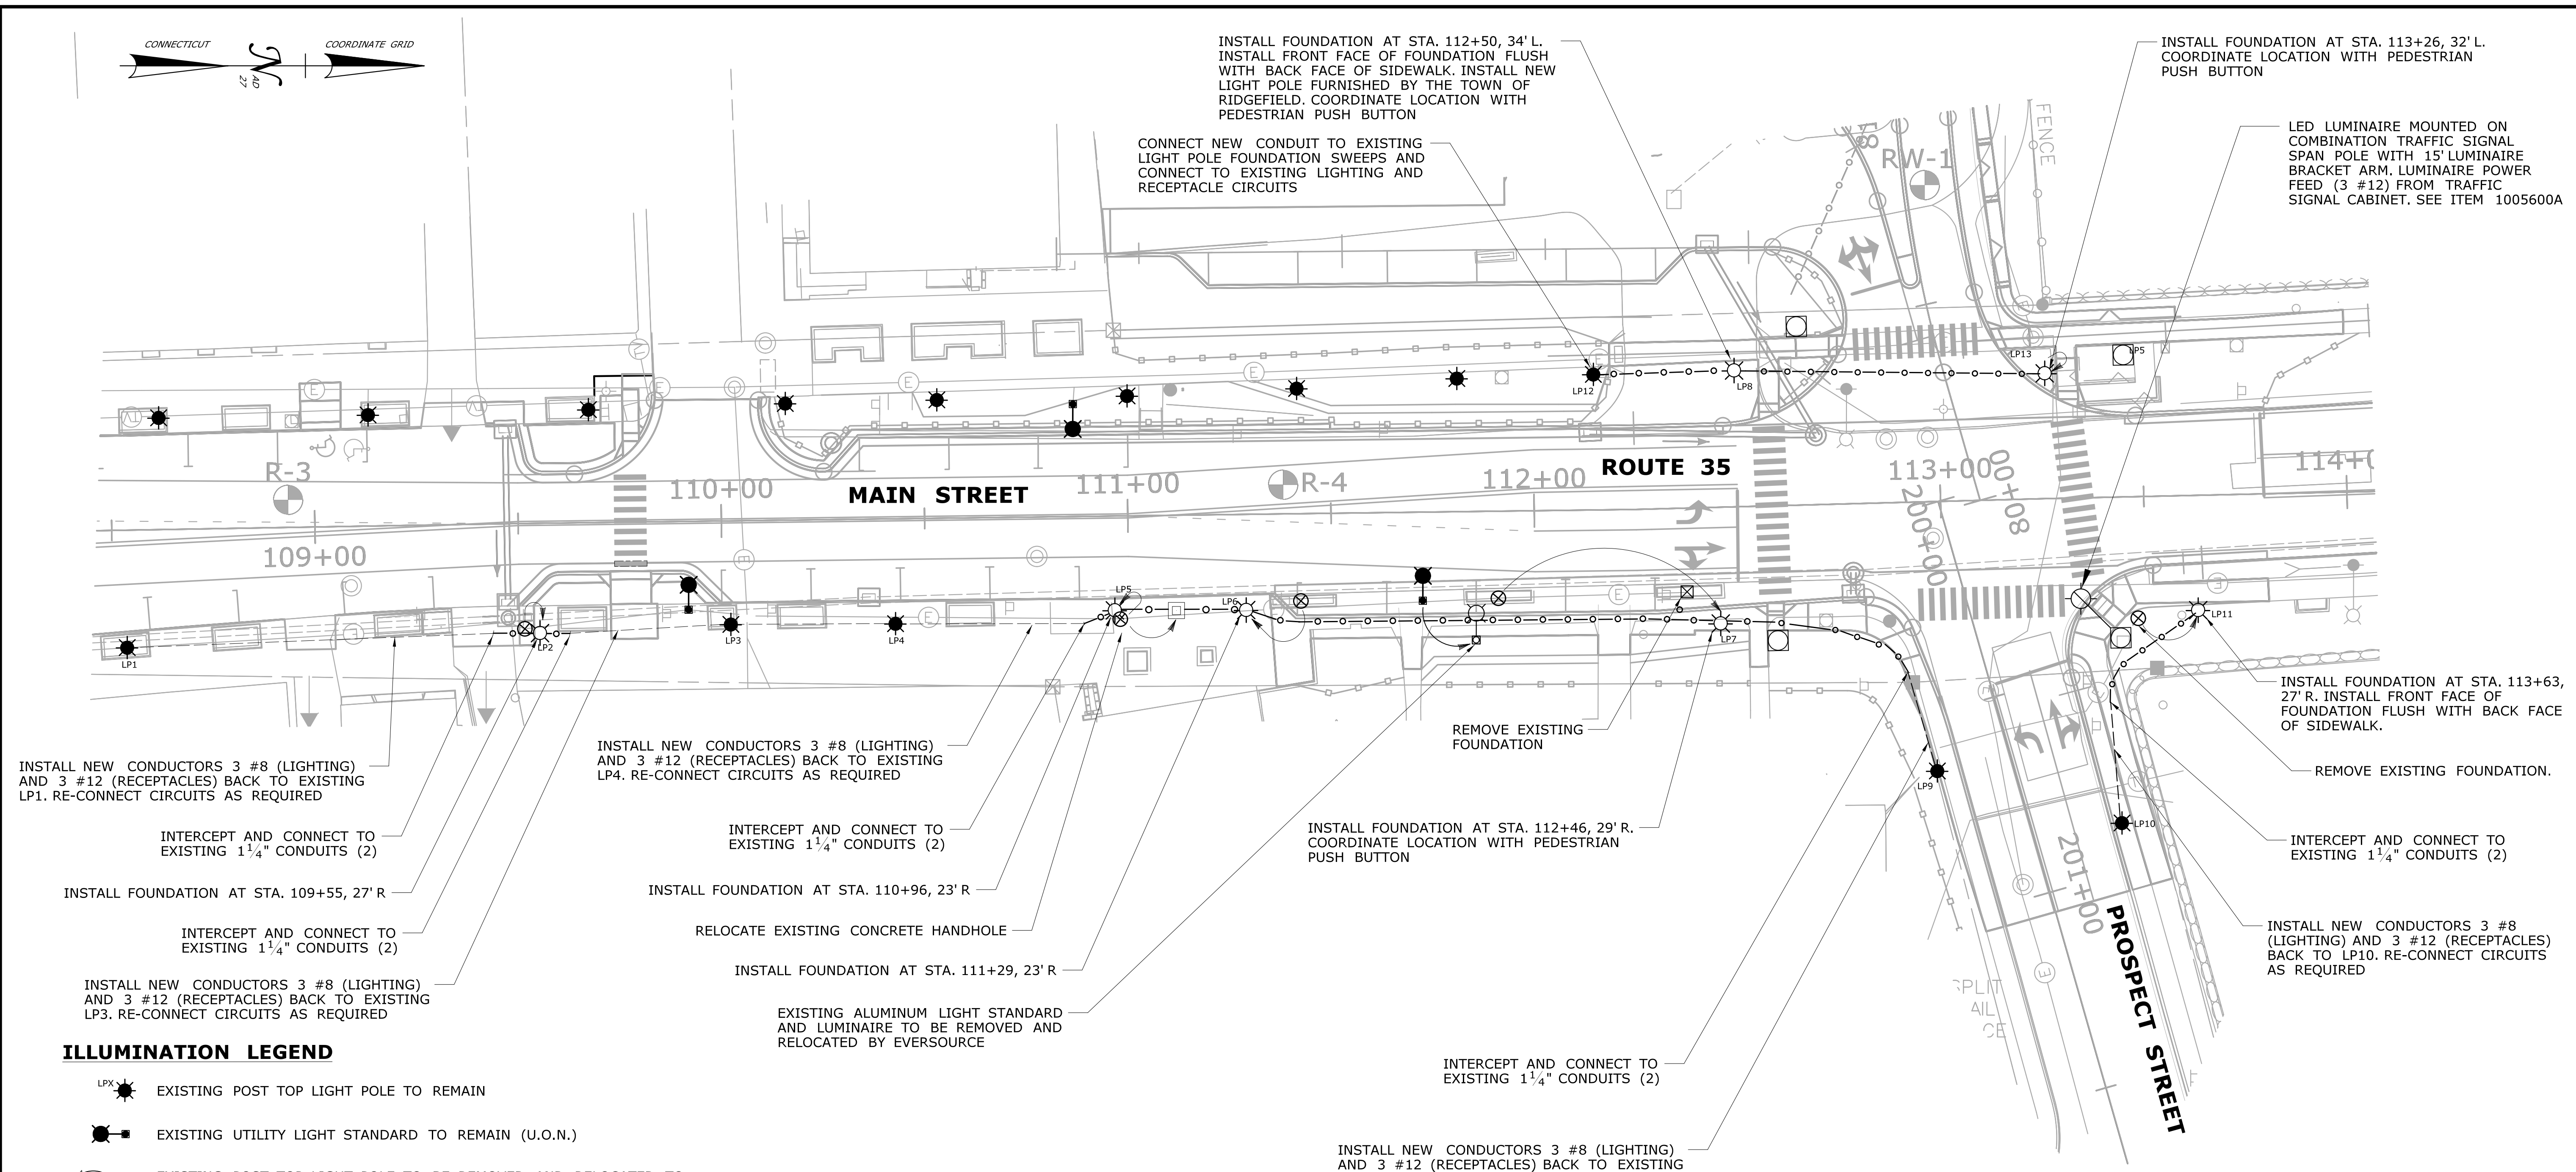 CONNECTICUT
COORDINATE GRID
N
AD
27
INSTALL FOUNDATION AT STA. 112+50, 34' L.
INSTALL FRONT FACE OF FOUNDATION FLUSH
WITH BACK FACE OF SIDEWALK. INSTALL NEW
LIGHT POLE FURNISHED BY THE TOWN OF
RIDGEFIELD. COORDINATE LOCATION WITH
PEDESTRIAN PUSH BUTTON
CONNECT NEW CONDUIT TO EXISTING
LIGHT POLE FOUNDATION SWEEPS AND
CONNECT TO EXISTING LIGHTING AND
RECEPTACLE CIRCUITS
INSTALL FOUNDATION AT STA. 113+26, 32' L.
COORDINATE LOCATION WITH PEDESTRIAN
PUSH BUTTON
LED LUMINAIRE MOUNTED ON
COMBINATION TRAFFIC SIGNAL
SPAN POLE WITH 15' LUMINAIRE
BRACKET ARM. LUMINAIRE POWER
FEED (3 #12) FROM TRAFFIC
SIGNAL CABINET. SEE ITEM 1005600A
FENCE
RW-1
LP13
LP5
LP12
LP8
E
E
E
E
R-3
109+00
110+00
MAIN STREET
111+00
R-4
112+00
ROUTE 35
113+00
114+0
200+00
80+00
LP1
LP2
LP3
LP4
LP5
LP6
LP7
LP11
LP9
LP10
201+00
PROSPECT STREET
SPLIT
AIL
CE
INSTALL NEW CONDUCTORS 3 #8 (LIGHTING)
AND 3 #12 (RECEPTACLES) BACK TO EXISTING
LP1. RE-CONNECT CIRCUITS AS REQUIRED
INTERCEPT AND CONNECT TO
EXISTING 1 1/4" CONDUITS (2)
INSTALL FOUNDATION AT STA. 109+55, 27' R
INTERCEPT AND CONNECT TO
EXISTING 1 1/4" CONDUITS (2)
INSTALL NEW CONDUCTORS 3 #8 (LIGHTING)
AND 3 #12 (RECEPTACLES) BACK TO EXISTING
LP3. RE-CONNECT CIRCUITS AS REQUIRED
INSTALL NEW CONDUCTORS 3 #8 (LIGHTING)
AND 3 #12 (RECEPTACLES) BACK TO EXISTING
LP4. RE-CONNECT CIRCUITS AS REQUIRED
INTERCEPT AND CONNECT TO
EXISTING 1 1/4" CONDUITS (2)
INSTALL FOUNDATION AT STA. 110+96, 23' R
RELOCATE EXISTING CONCRETE HANDHOLE
INSTALL FOUNDATION AT STA. 111+29, 23' R
EXISTING ALUMINUM LIGHT STANDARD
AND LUMINAIRE TO BE REMOVED AND
RELOCATED BY EVERSOURCE
REMOVE EXISTING
FOUNDATION
INSTALL FOUNDATION AT STA. 112+46, 29' R.
COORDINATE LOCATION WITH PEDESTRIAN
PUSH BUTTON
INTERCEPT AND CONNECT TO
EXISTING 1 1/4" CONDUITS (2)
INSTALL NEW CONDUCTORS 3 #8 (LIGHTING)
AND 3 #12 (RECEPTACLES) BACK TO EXISTING
INSTALL FOUNDATION AT STA. 113+63,
27' R. INSTALL FRONT FACE OF
FOUNDATION FLUSH WITH BACK FACE
OF SIDEWALK.
REMOVE EXISTING FOUNDATION.
INTERCEPT AND CONNECT TO
EXISTING 1 1/4" CONDUITS (2)
INSTALL NEW CONDUCTORS 3 #8
(LIGHTING) AND 3 #12 (RECEPTACLES)
BACK TO LP10. RE-CONNECT CIRCUITS
AS REQUIRED
ILLUMINATION LEGEND
LPX
EXISTING POST TOP LIGHT POLE TO REMAIN
EXISTING UTILITY LIGHT STANDARD TO REMAIN (U.O.N.)